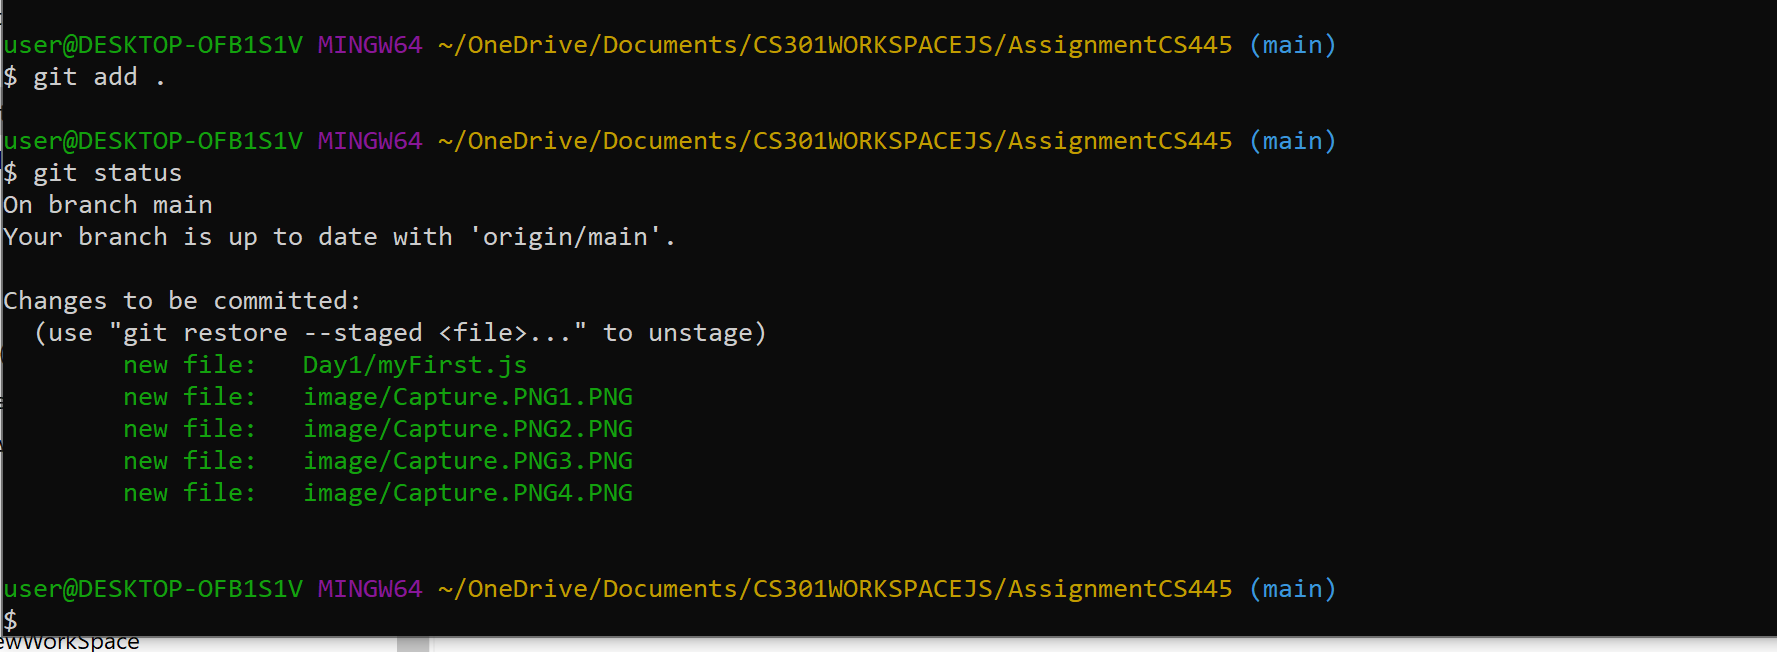 user@DESKTOP-OFB1S1V MINGW64 ~/OneDrive/Documents/CS301WORKSPACEJS/AssignmentCS445 (main)
$ git add .
user@DESKTOP-OFB1S1V MINGW64 ~/OneDrive/Documents/CS301WORKSPACEJS/AssignmentCS445 (main)
$ git status
On branch main
Your branch is up to date with 'origin/main'.
Changes to be committed:
  (use "git restore --staged <file>..." to unstage)
        new file:   Day1/myFirst.js
        new file:   image/Capture.PNG1.PNG
        new file:   image/Capture.PNG2.PNG
        new file:   image/Capture.PNG3.PNG
        new file:   image/Capture.PNG4.PNG
user@DESKTOP-OFB1S1V MINGW64 ~/OneDrive/Documents/CS301WORKSPACEJS/AssignmentCS445 (main)
$
ewWorkSpace